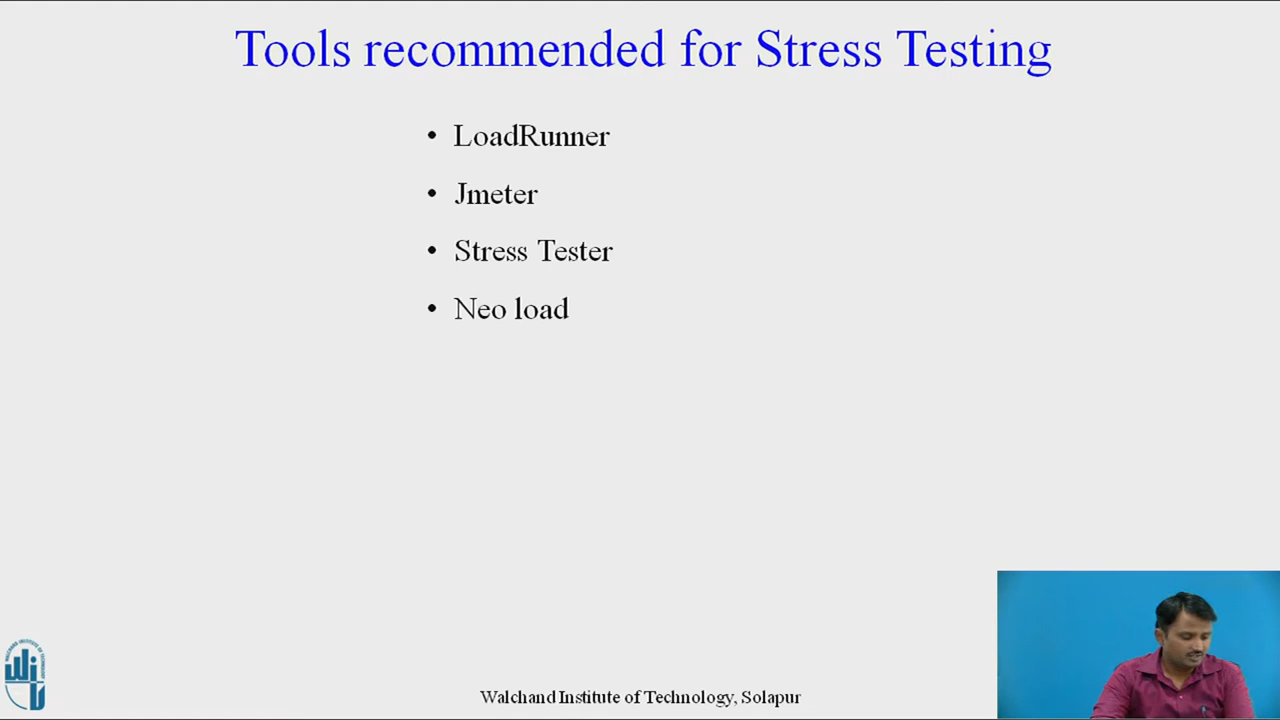 Tools recommended for Stress Testing
• LoadRunner
• Jmeter
• Stress Tester
• Neo load
Walchand Institute of Technology, Solapur